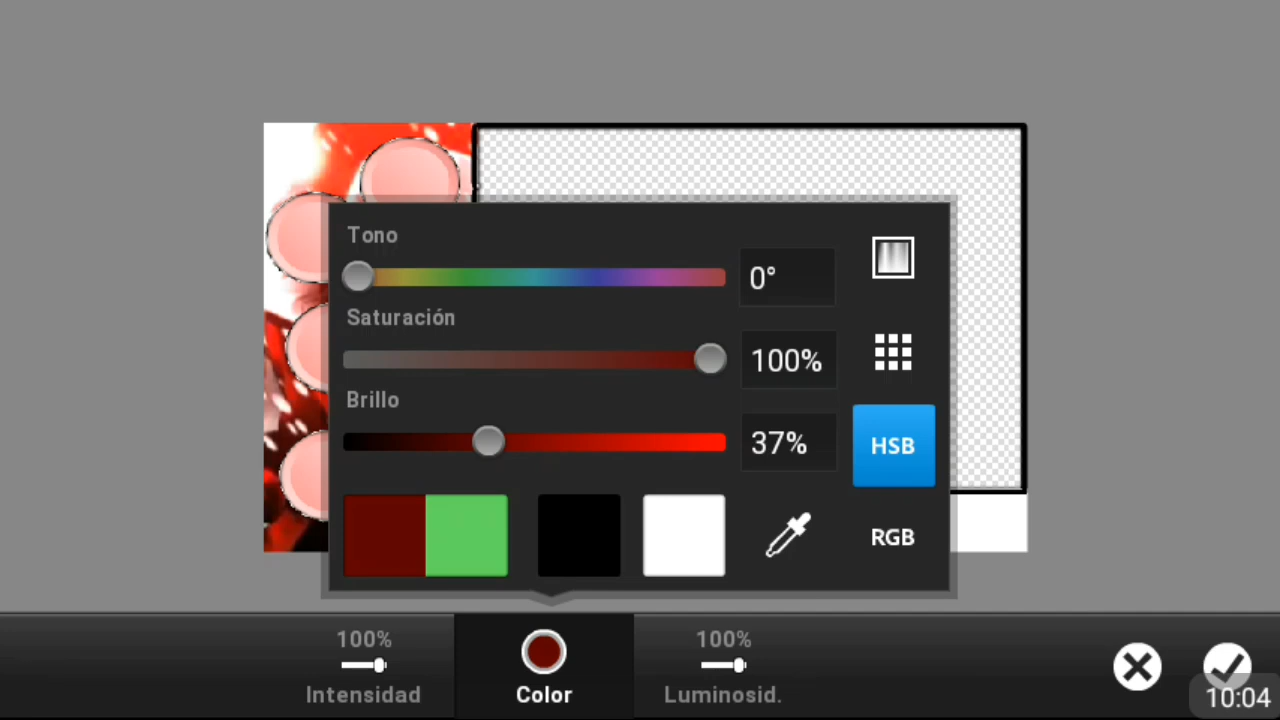 Tono
0°
Saturación
100%
Brillo
37%
HSB
RGB
100%
Intensidad
Color
100%
Luminosid.
10:04